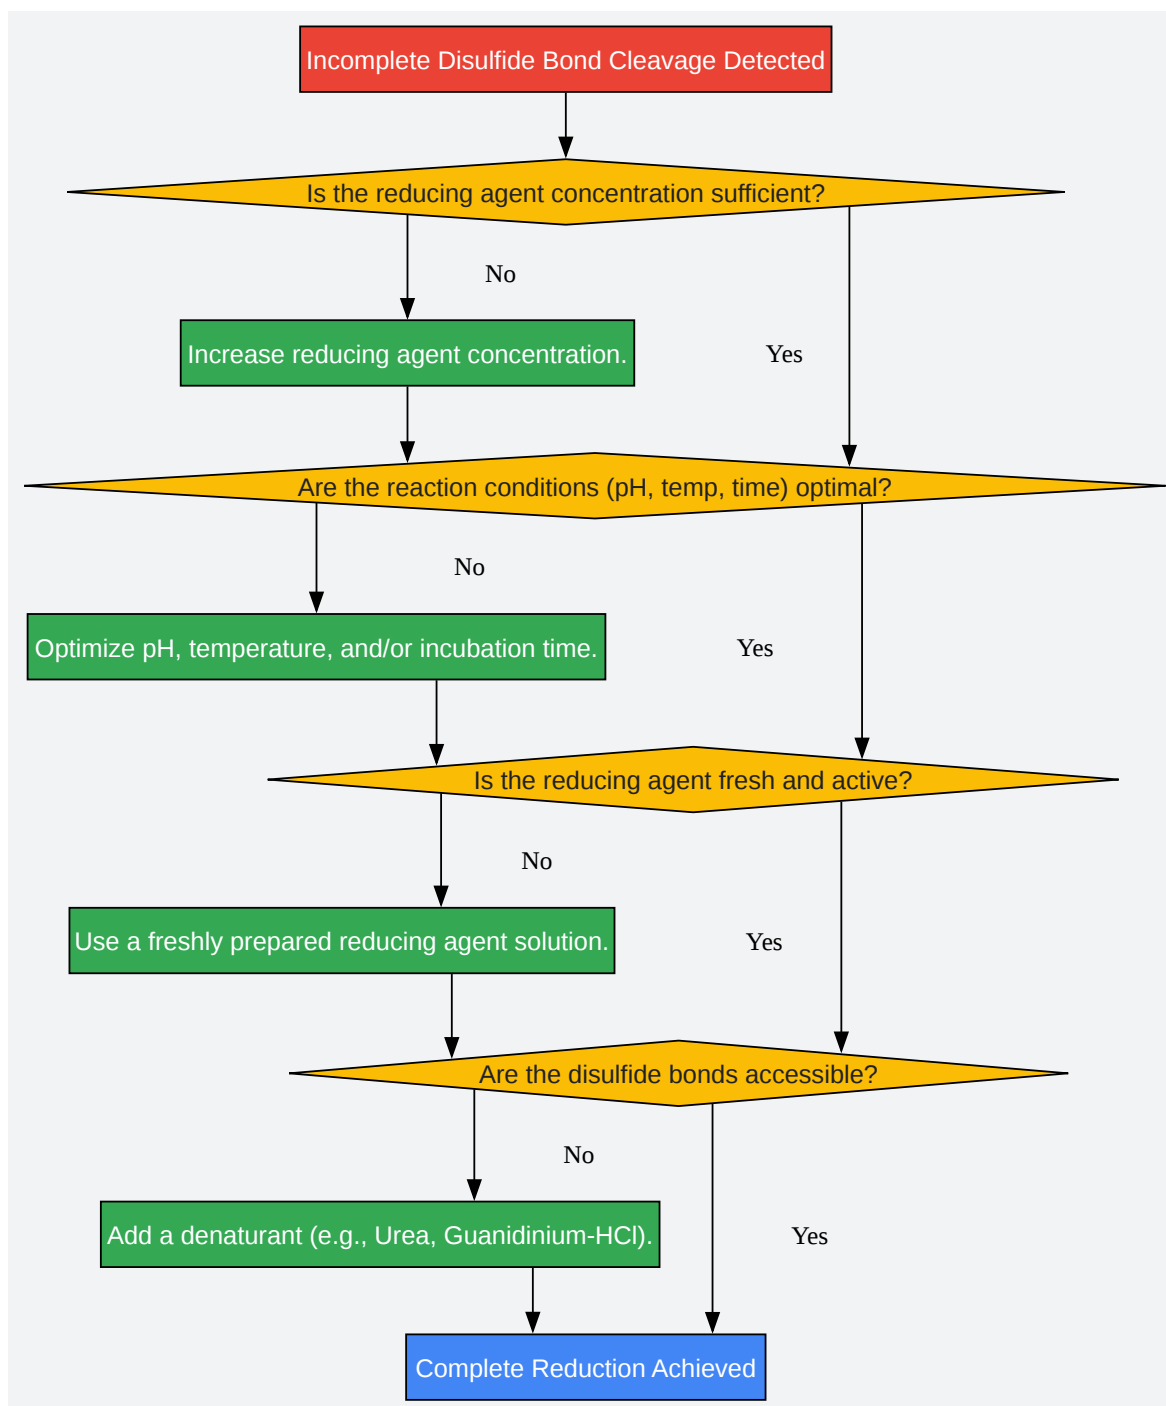 Incomplete Disulfide Bond Cleavage Detected
Is the reducing agent concentration sufficient?
No
Increase reducing agent concentration.
Yes
Are the reaction conditions (pH, temp, time) optimal?
No
Optimize pH, temperature, and/or incubation time.
Yes
Is the reducing agent fresh and active?
No
Use a freshly prepared reducing agent solution.
Yes
Are the disulfide bonds accessible?
No
Add a denaturant (e.g., Urea, Guanidinium-HCl).
Yes
Complete Reduction Achieved